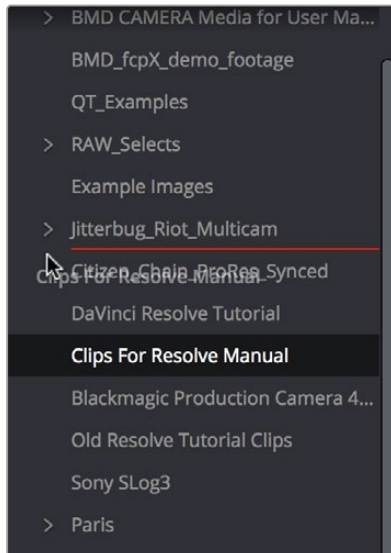 BMD CAMERA Media for User Ma...
BMD_fcpX_demo_footage
QT_Examples
RAW_Selects
Example Images
Jitterbug_Riot_Multicam
Citizen_Chain_ProRes_Synced
Clips For Resolve Manual
DaVinci Resolve Tutorial
Clips For Resolve Manual
Blackmagic Production Camera 4...
Old Resolve Tutorial Clips
Sony SLog3
Paris